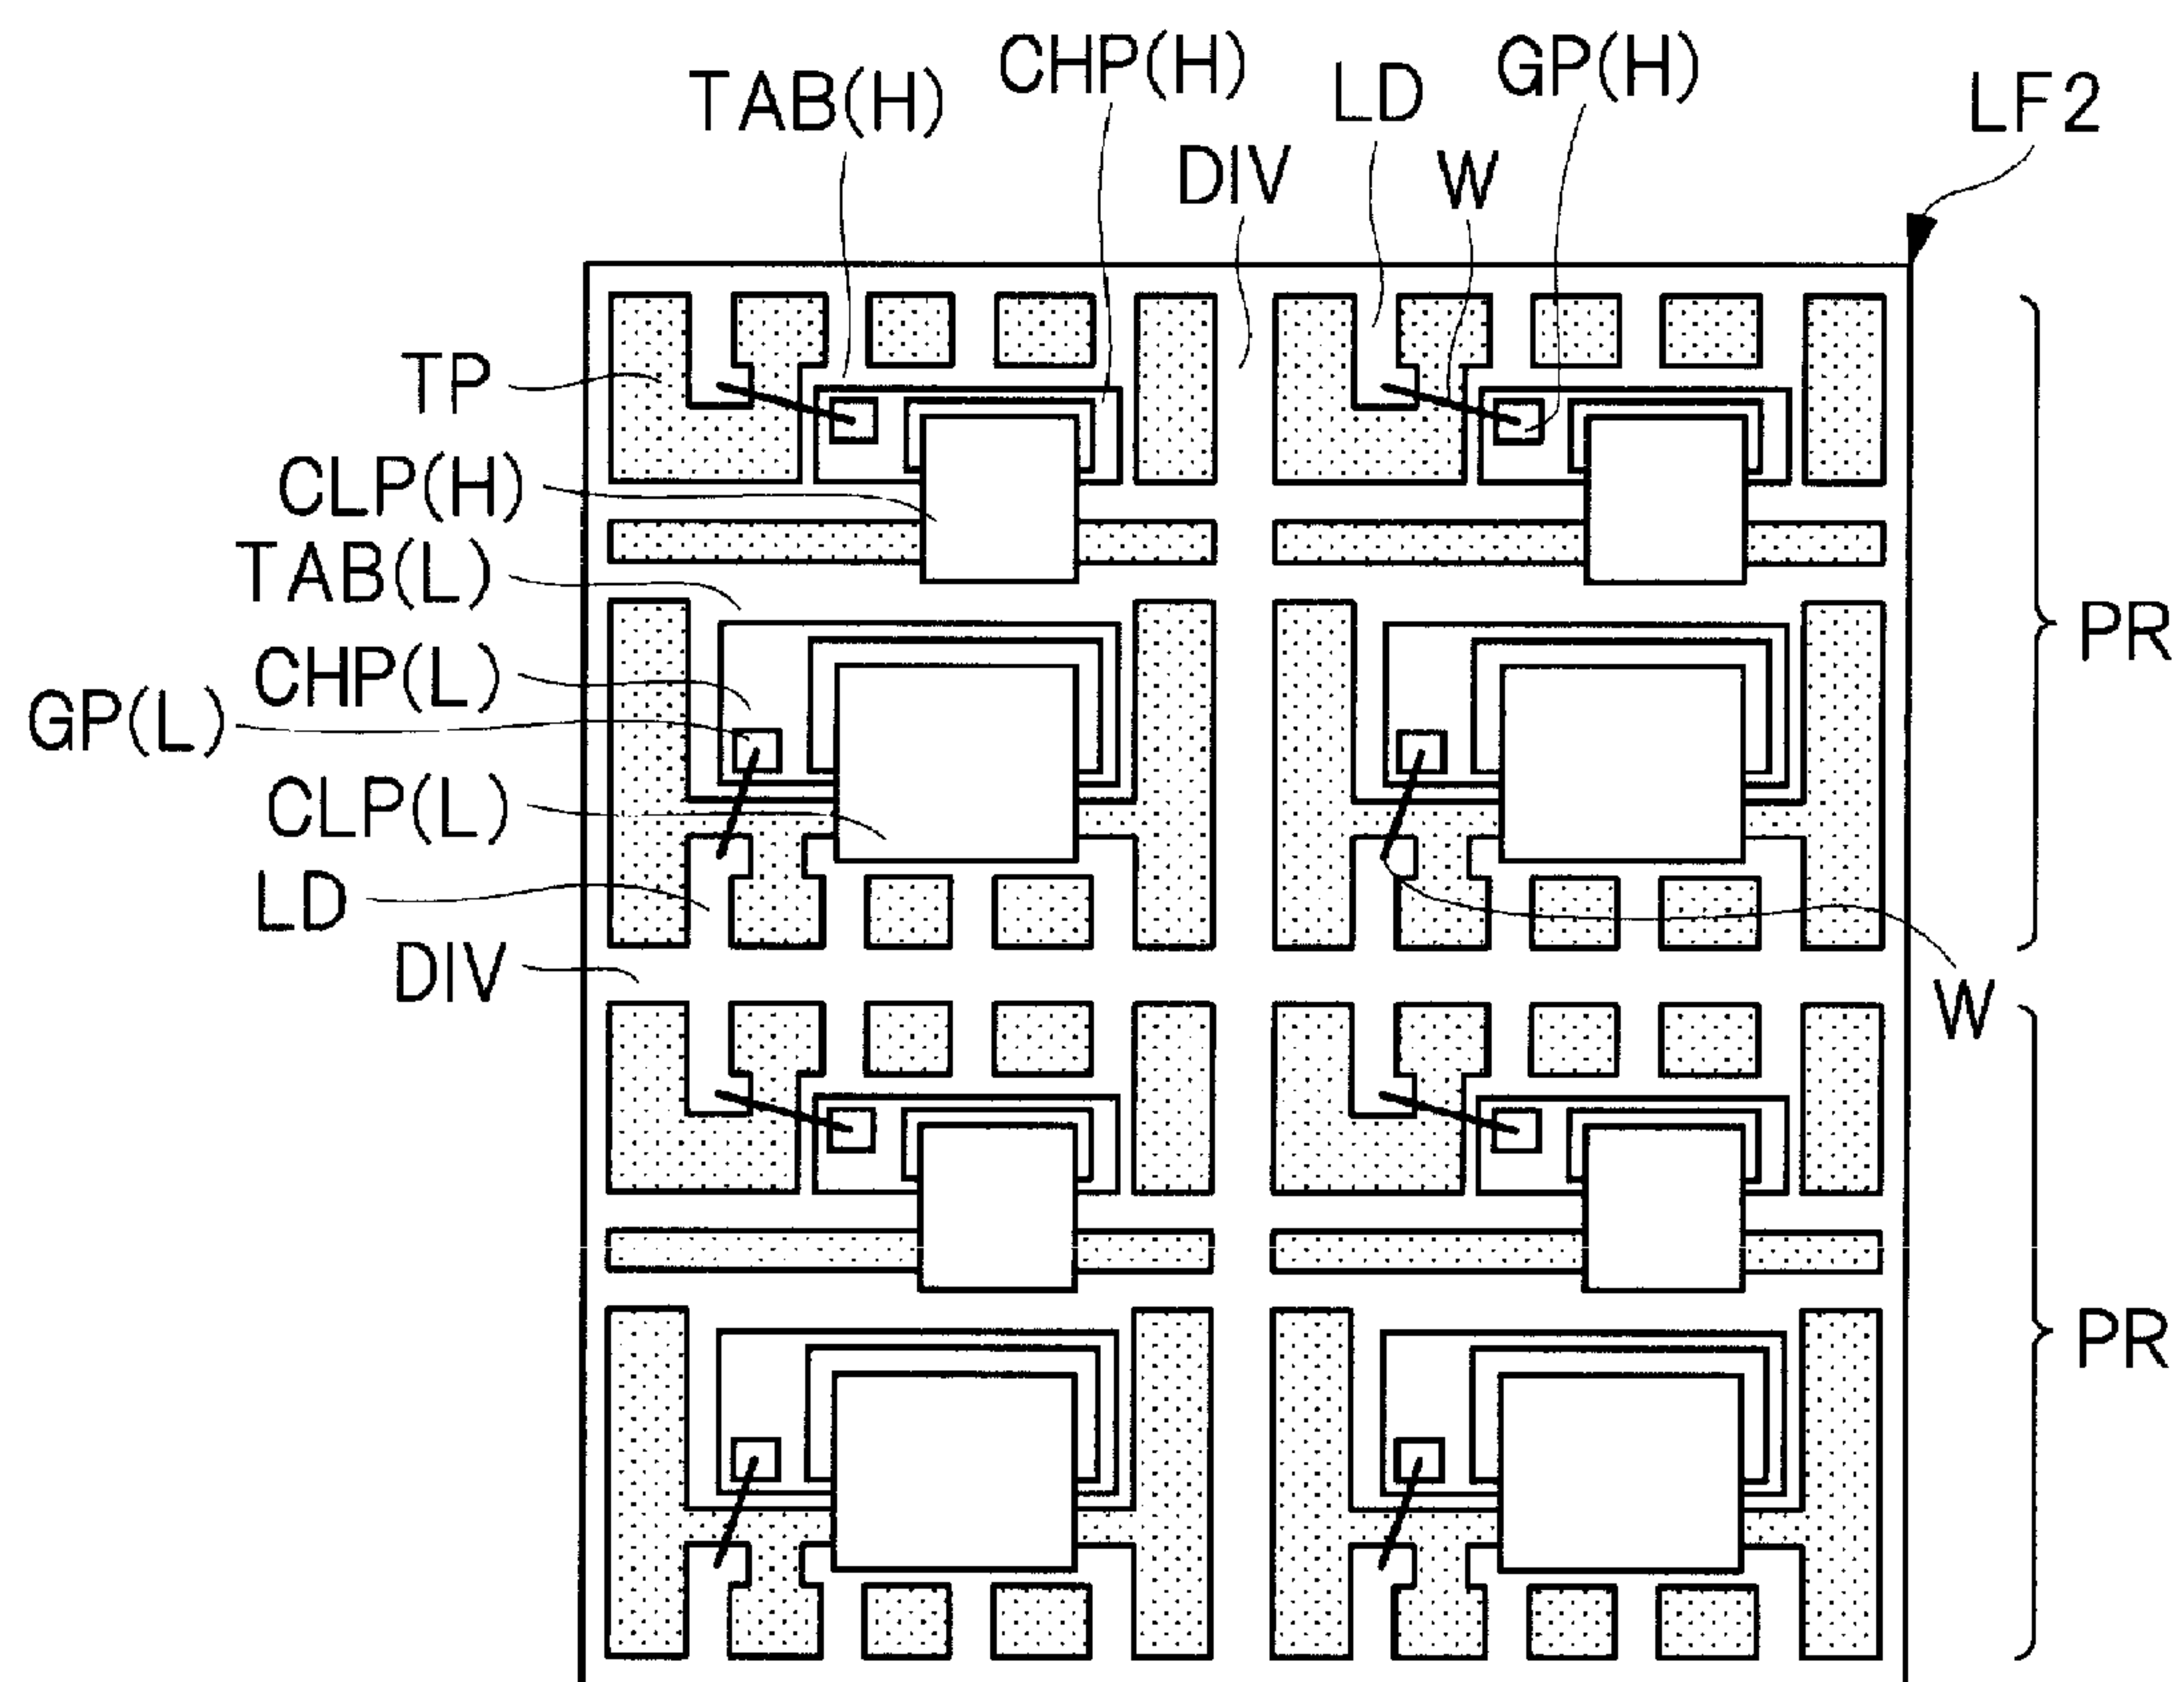 CHP(H)
GP(H)
TAB(H)
LD
LF2
DIV
W
TP
CLP(H)
TAB(L)
PR
CHP(L)
GP(L)
CLP(L)
LD
DIV
W
PR